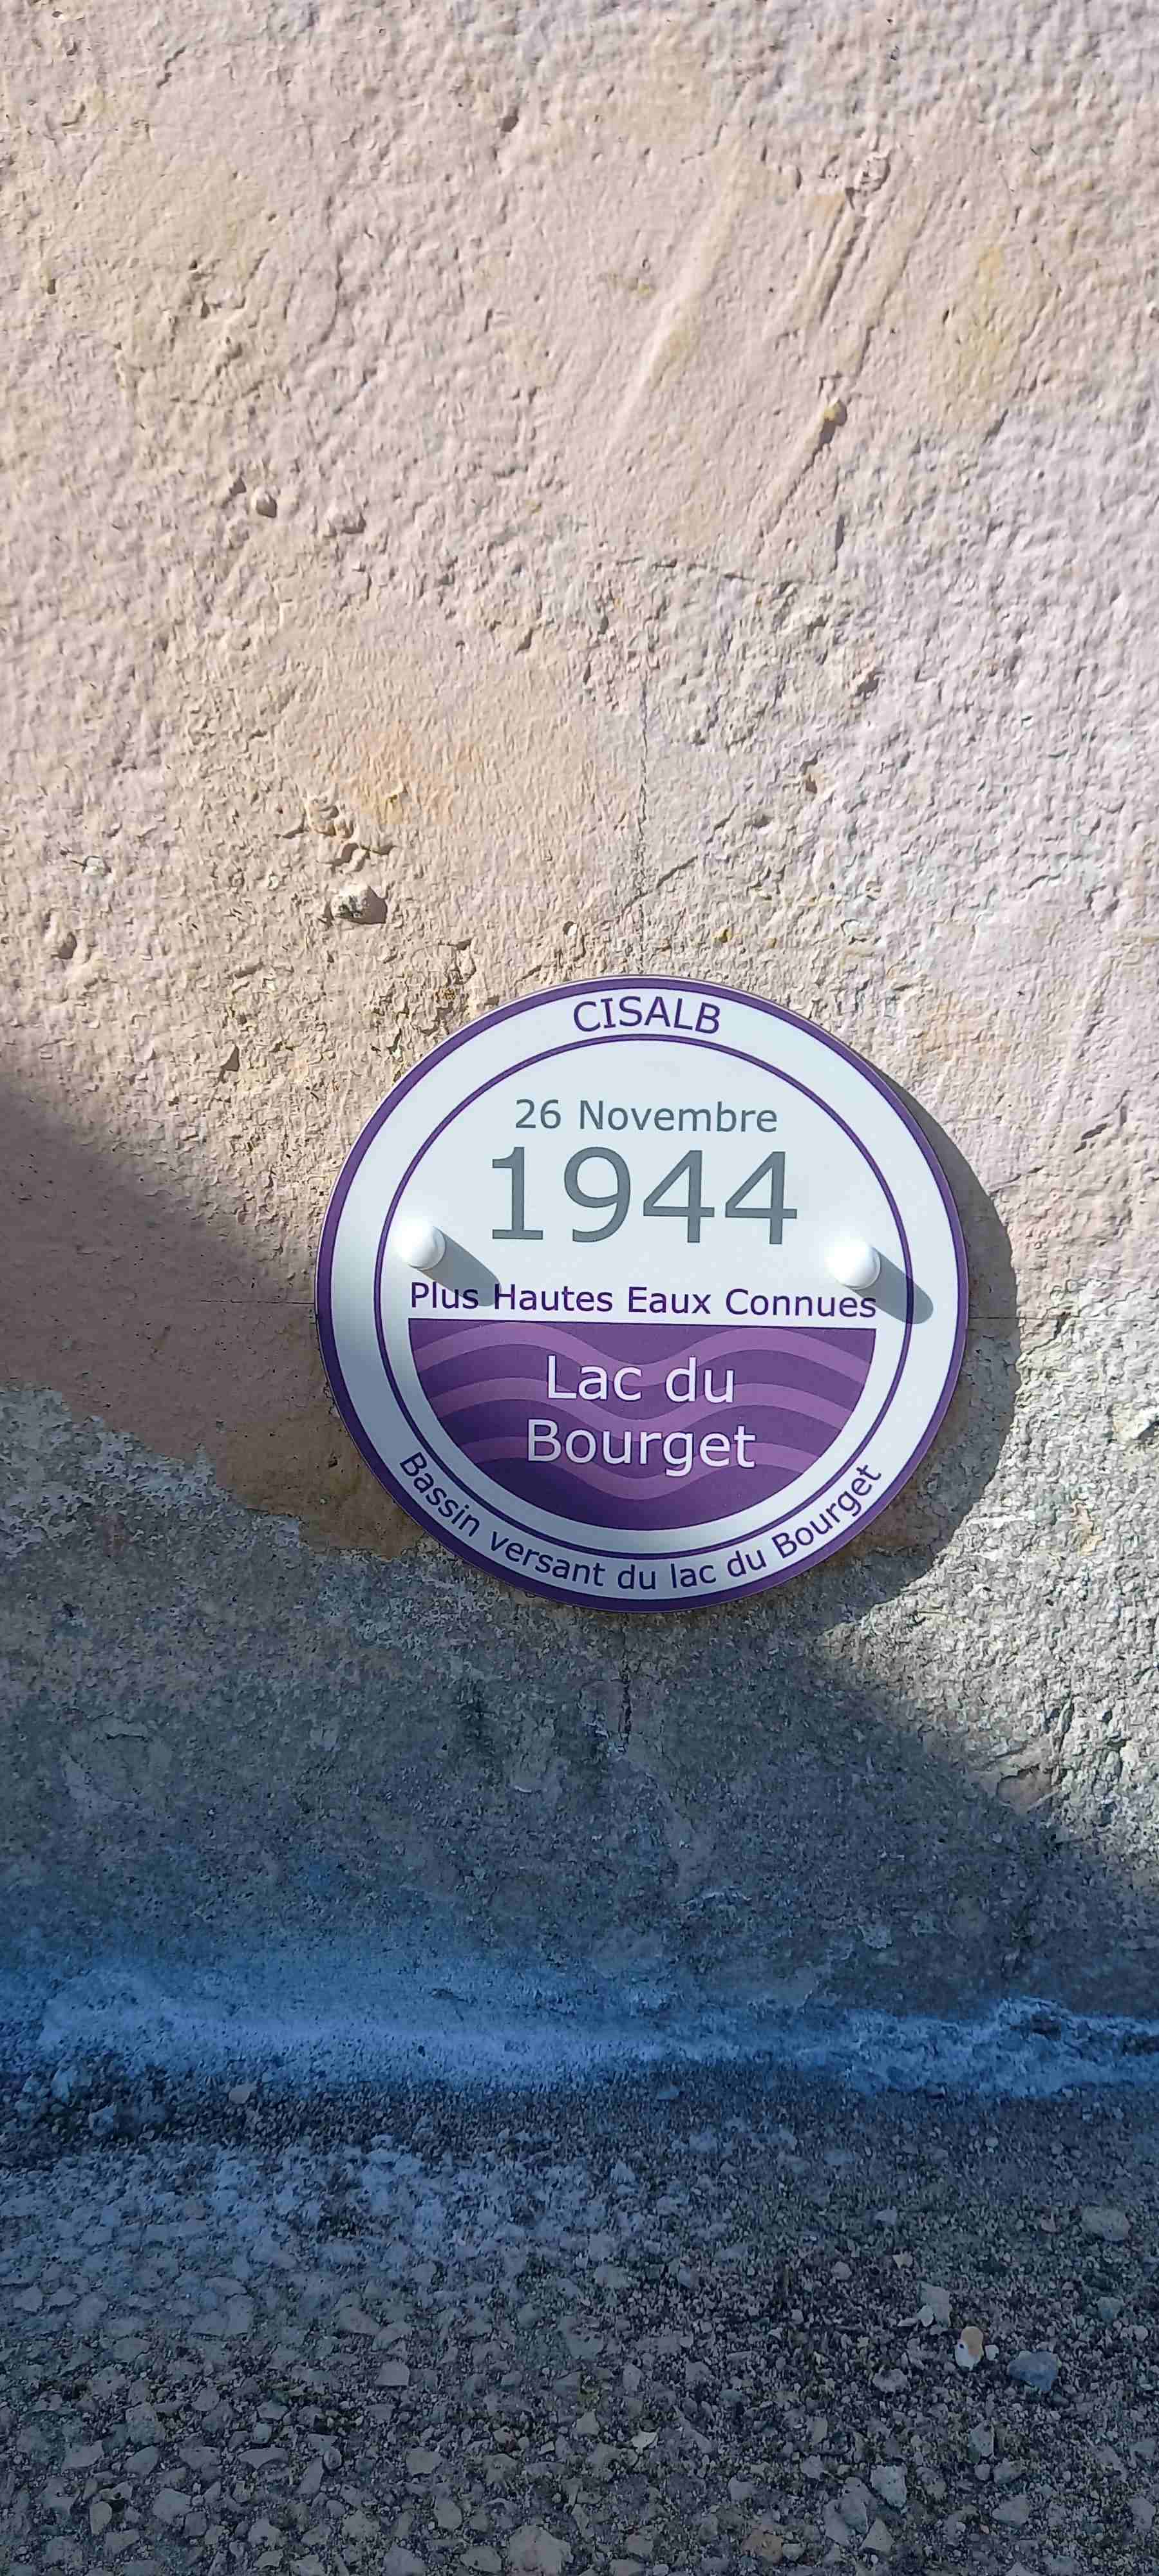 CISALB
26 Novembre
1944
Plus Hautes Eaux Connues
Lac du
Bourget
Bassin versant du lac du Bourget